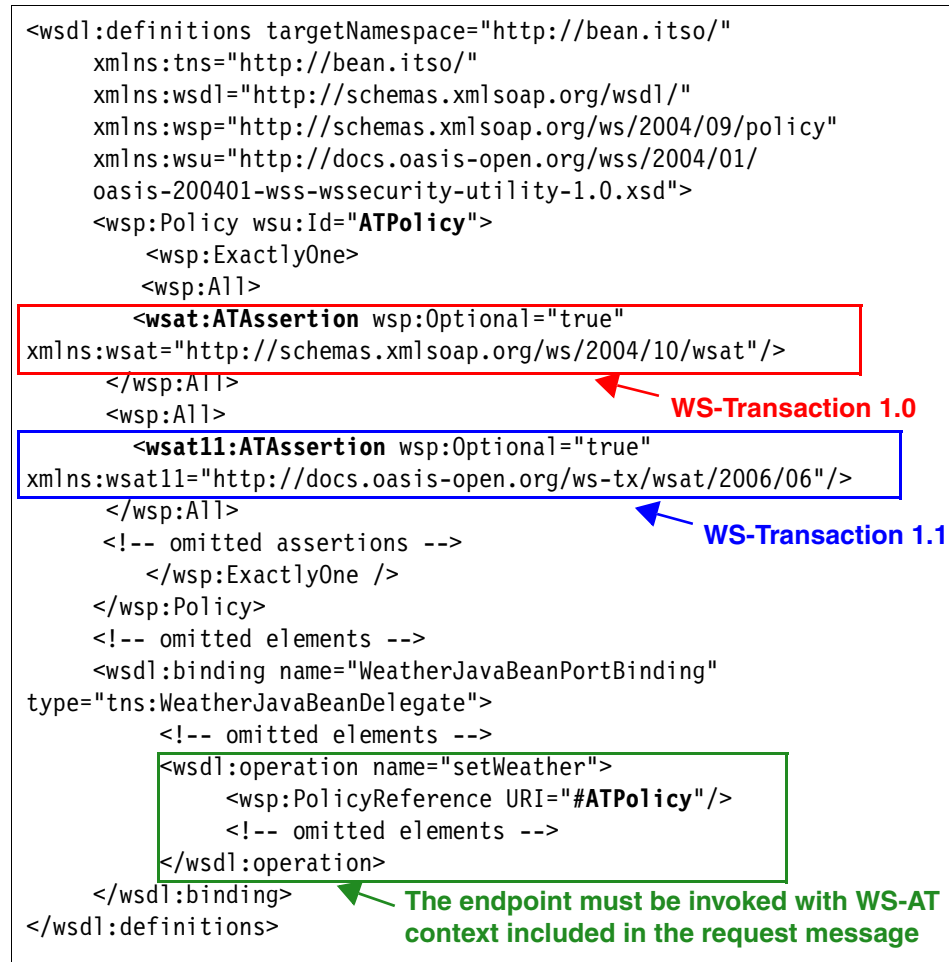 <wsdl:definitions targetNamespace="http://bean.itso/"
xmlns:tns="http://bean.itso/"
xmlns:wsdl="http://schemas.xmlsoap.org/wsdl/"
xmlns:wsp="http://schemas.xmlsoap.org/ws/2004/09/policy"
xmlns:wsu="http://docs.oasis-open.org/wss/2004/01/
oasis-200401-wss-wssecurity-utility-1.0.xsd">
<wsp:Policy wsu:Id="ATPolicy">
<wsp:ExactlyOne>
<wsp:All>
<wsat:ATAssertion wsp:Optional="true"
xmlns:wsat="http://schemas.xmlsoap.org/ws/2004/10/wsat"/>
</wsp:All>
WS-Transaction 1.0
<wsp:All>
<wsat11:ATAssertion wsp:Optional="true"
xmlns:wsat11="http://docs.oasis-open.org/ws-tx/wsat/2006/06"/>
</wsp:All>
WS-Transaction 1.1
<!-- omitted assertions -->
</wsp:ExactlyOne />
</wsp:Policy>
<!-- omitted elements -->
<wsdl:binding name="WeatherJavaBeanPortBinding"
type="tns:WeatherJavaBeanDelegate">
<!-- omitted elements -->
<wsdl:operation name="setWeather">
<wsp:PolicyReference URI="#ATPolicy"/>
<!-- omitted elements -->
</wsdl:operation>
</wsdl:binding>
</wsdl:definitions>
The endpoint must be invoked with WS-AT
context included in the request message